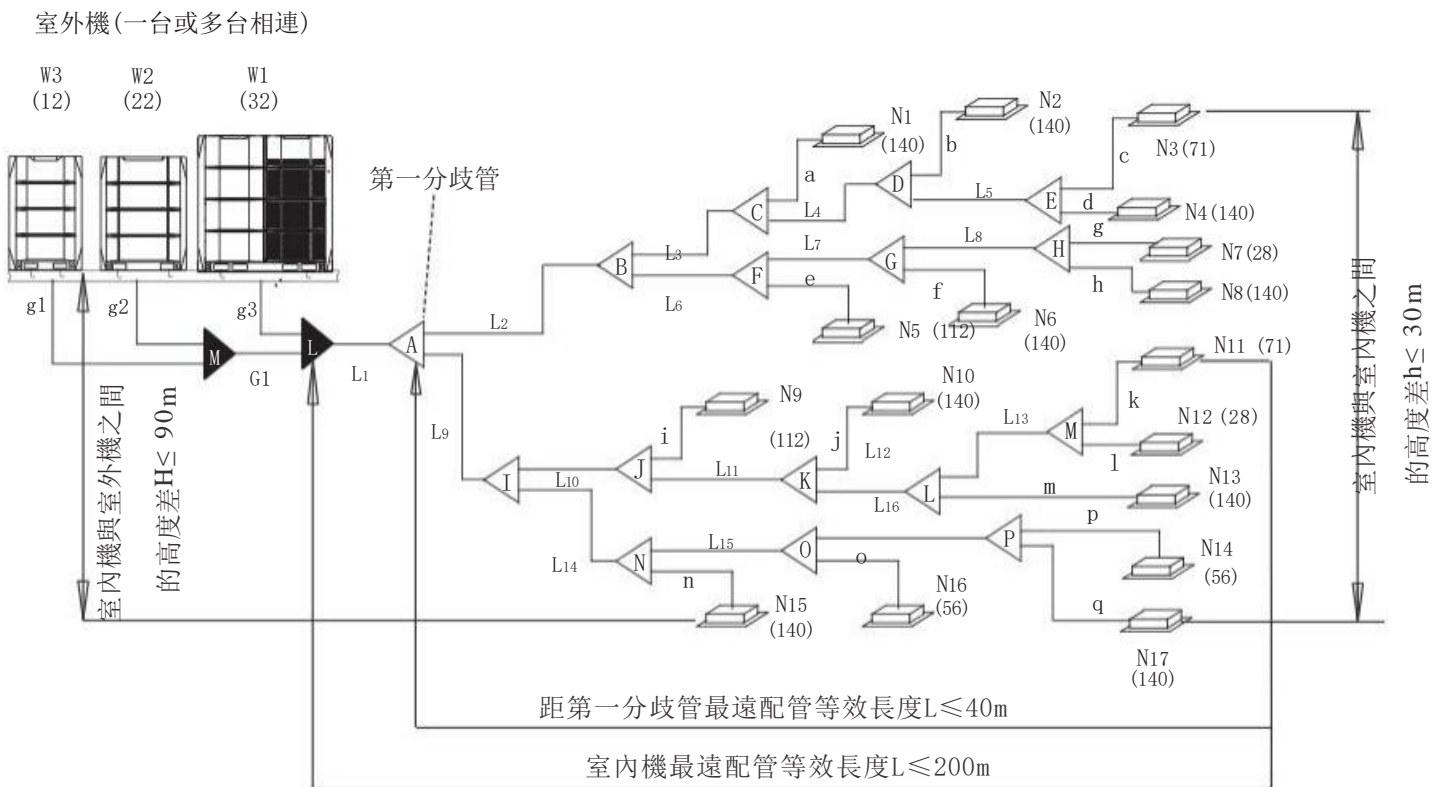 室外機(一台或多台相連)
W3
(12)
W2
(22)
W1
(32)
第一分歧管
g1
g2
g3
M
G1
L
L1
A
L2
B
L3
C
a
N1
(140)
L4
D
b
N2
(140)
L5
E
c
N3(71)
d
N4(140)
L6
F
e
N5 (112)
L7
G
f
N6
(140)
L8
H
g
N7(28)
h
N8(140)
L9
I
L10
J
i
N9
(112)
L11
K
j
N10
(140)
L12
L16
L
L13
M
k
N11 (71)
l
N12(28)
m
N13
(140)
L14
N
n
N15
(140)
L15
O
o
N16
(56)
P
p
N14
(56)
q
N17
(140)
室內機與室外機之間
的高度差H≤ 90m
室內機與室內機之間
的高度差h≤ 30m
距第一分歧管最遠配管等效長度L≤40m
室內機最遠配管等效長度L≤200m